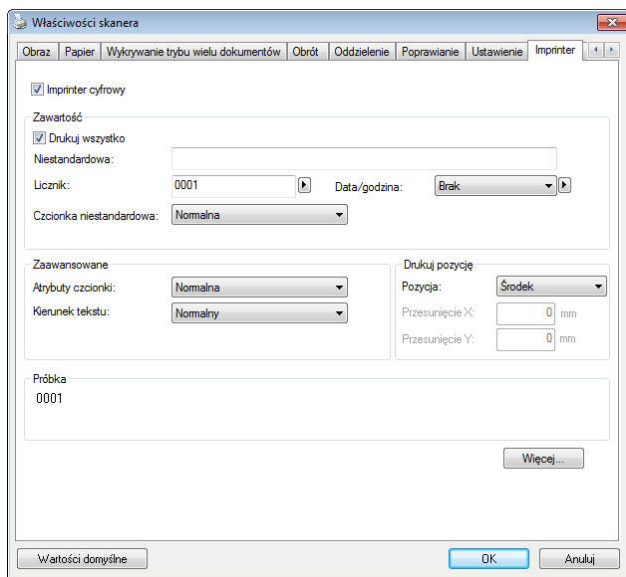 Właściwości skanera
Obraz Papier Wykrywanie trybu wielu dokumentów Obrót Oddzielenie Poprawianie Ustawienie Imprinter
Imprinter cyfrowy
Zawartość
Drukuj wszystko
Niestandardowa:
Licznik: 0001 Data/godzina: Brak
Czcionka niestandardowa: Normalna
Zaawansowane
Atrybuty czcionki: Normalna
Kierunek tekstu: Normalny
Drukuj pozycję
Pozycja: Środek
Przesunięcie X: 0 mm
Przesunięcie Y: 0 mm
Próbka
0001
Więcej...
Wartości domyślne OK Anuluj